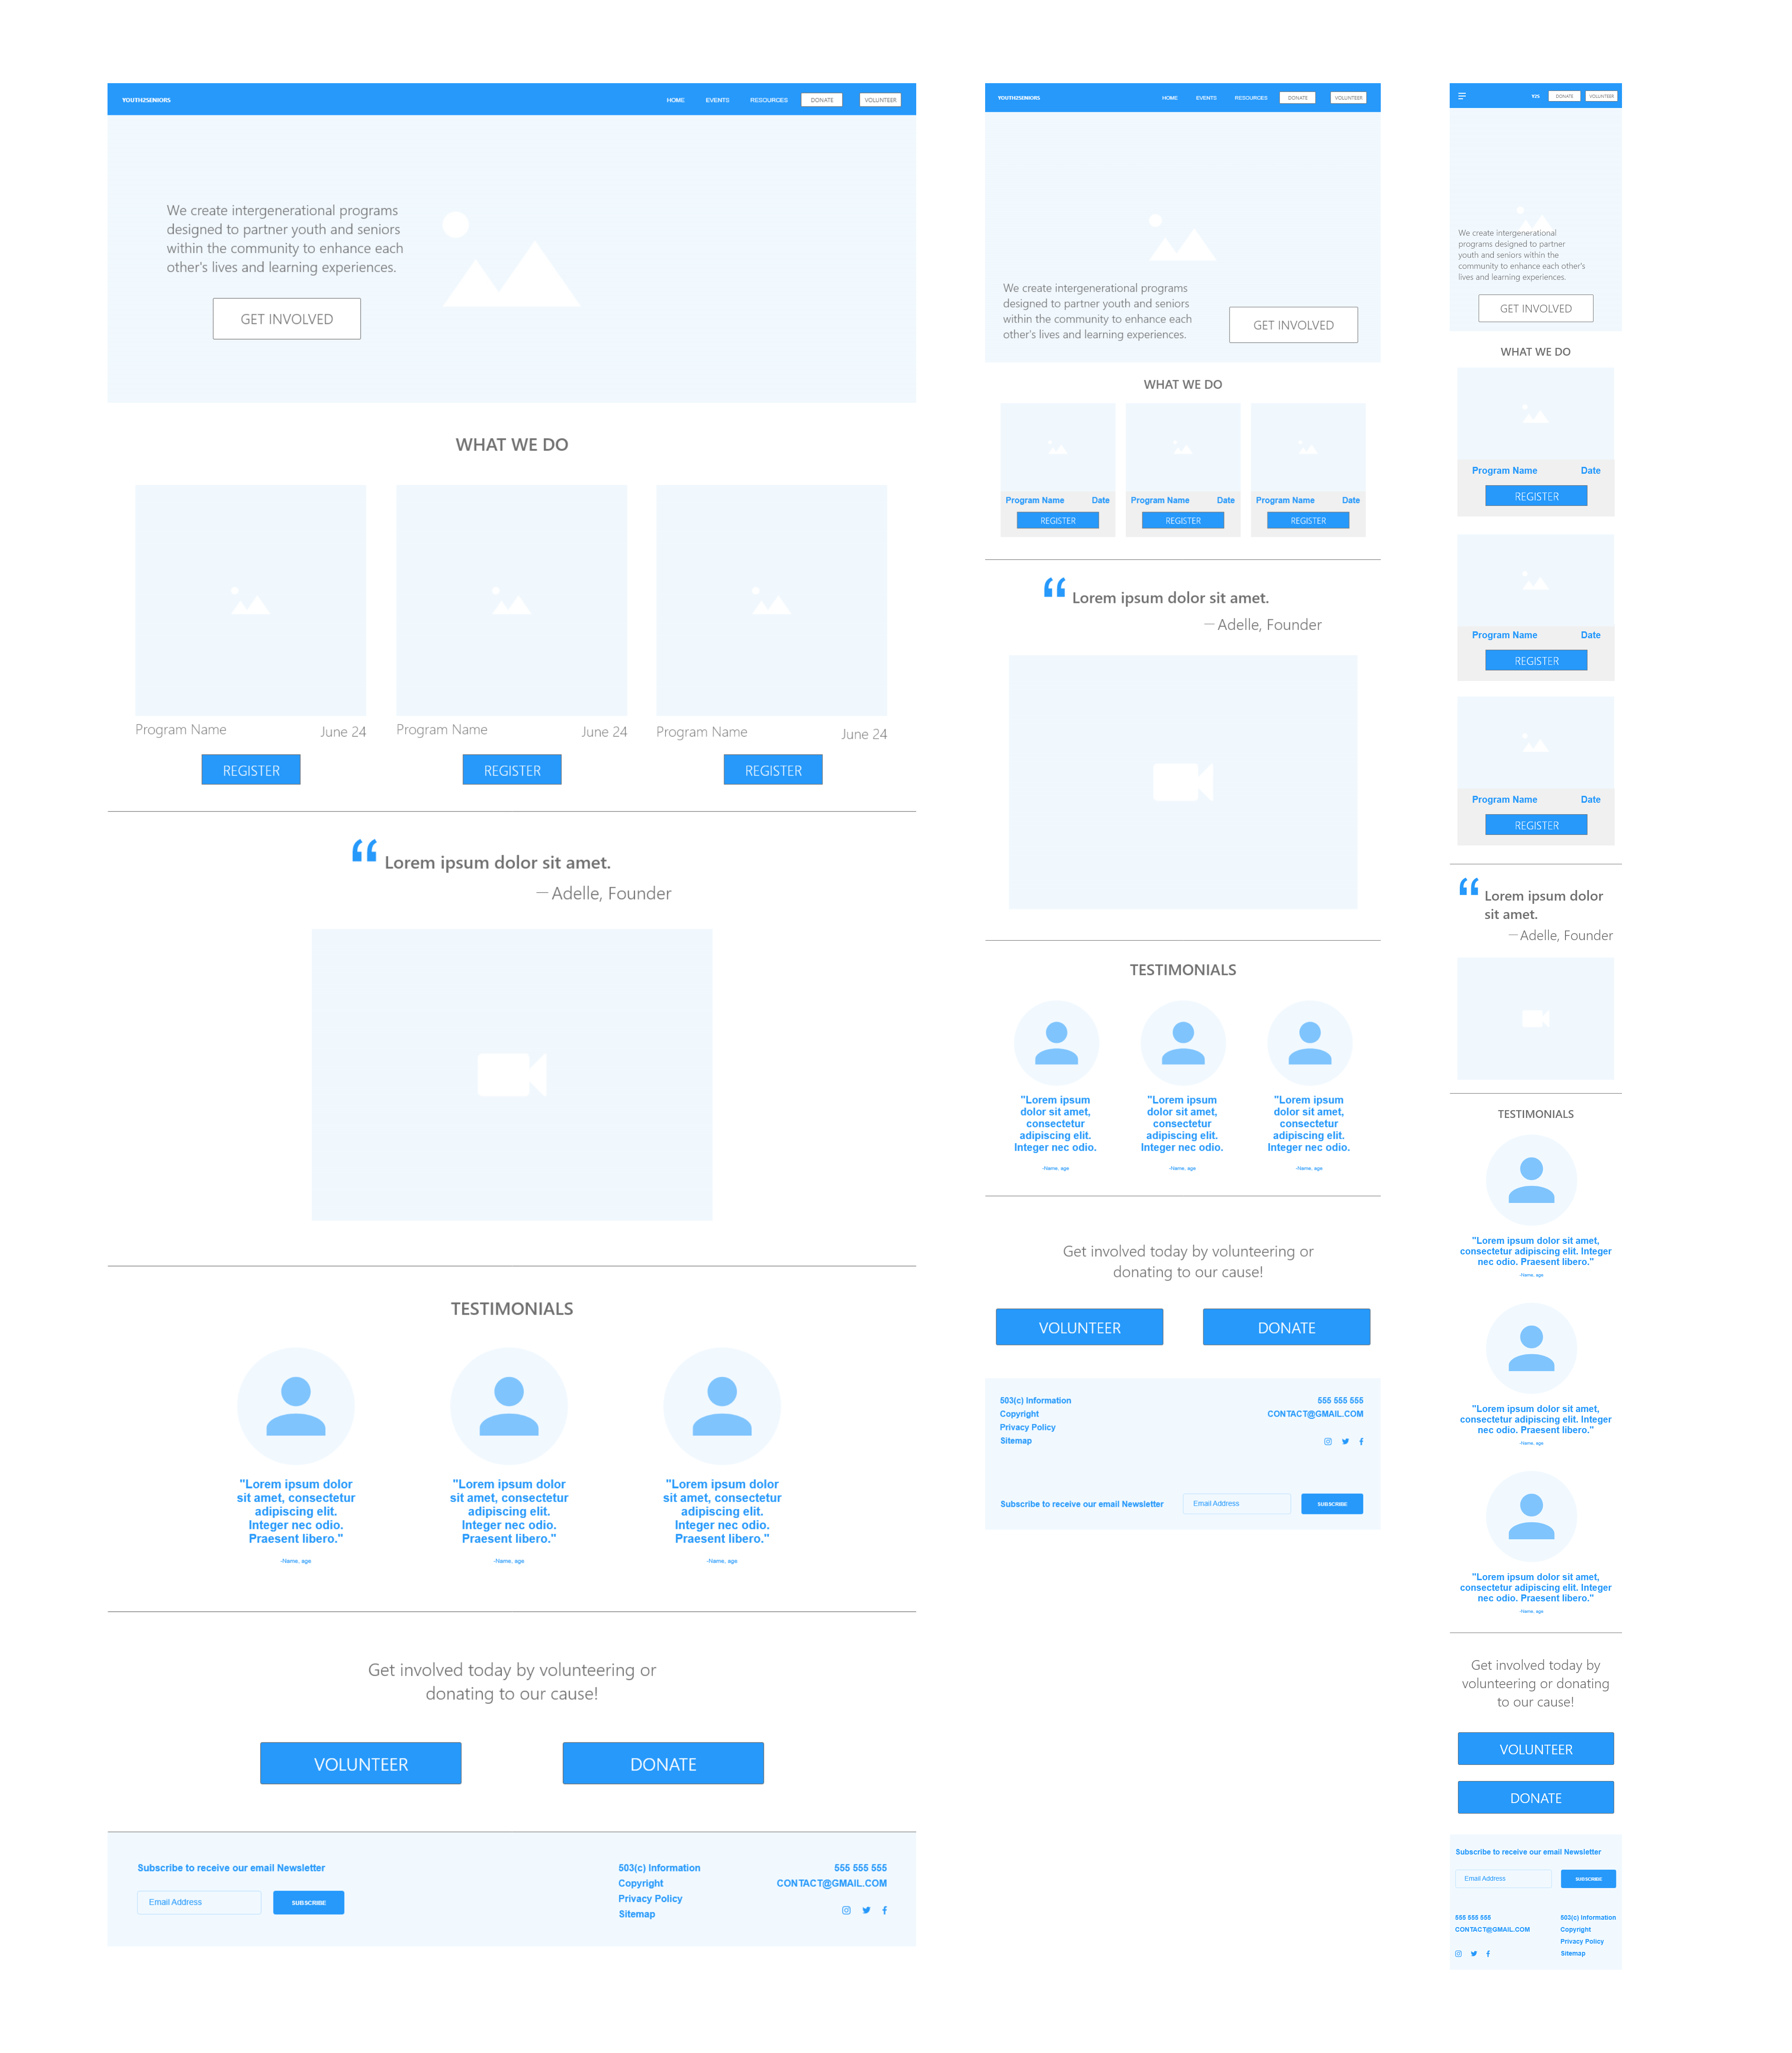 YOUTH2SENIORS
HOME EVENTS RESOURCES DONATE VOLUNTEER
We create intergenerational programs
designed to partner youth and seniors
within the community to enhance each
other's lives and learning experiences.
GET INVOLVED
WHAT WE DO
Program Name June 24 Program Name June 24 Program Name June 24
REGISTER REGISTER REGISTER
“ Lorem ipsum dolor sit amet.
— Adelle, Founder
TESTIMONIALS
"Lorem ipsum dolor "Lorem ipsum dolor "Lorem ipsum dolor
sit amet, consectetur sit amet, consectetur sit amet, consectetur
adipiscing elit. adipiscing elit. adipiscing elit.
Integer nec odio. Integer nec odio. Integer nec odio.
Praesent libero." Praesent libero." Praesent libero."
-Name, age -Name, age -Name, age
Get involved today by volunteering or
donating to our cause!
VOLUNTEER DONATE
Subscribe to receive our email Newsletter
Email Address SUBSCRIBE
503(c) Information
Copyright
Privacy Policy
Sitemap
555 555 555
CONTACT@GMAIL.COM
YOUTH2SENIORS
HOME EVENTS RESOURCES DONATE VOLUNTEER
We create intergenerational programs
designed to partner youth and seniors
within the community to enhance each
other's lives and learning experiences.
GET INVOLVED
WHAT WE DO
Program Name Date Program Name Date Program Name Date
REGISTER REGISTER REGISTER
“ Lorem ipsum dolor sit amet.
— Adelle, Founder
TESTIMONIALS
"Lorem ipsum "Lorem ipsum "Lorem ipsum
dolor sit amet, dolor sit amet, dolor sit amet,
consectetur consectetur consectetur
adipiscing elit. adipiscing elit. adipiscing elit.
Integer nec odio. Integer nec odio. Integer nec odio.
-Name, age -Name, age -Name, age
Get involved today by volunteering or
donating to our cause!
VOLUNTEER DONATE
503(c) Information
Copyright
Privacy Policy
Sitemap
555 555 555
CONTACT@GMAIL.COM
Subscribe to receive our email Newsletter Email Address SUBSCRIBE
Y2S DONATE VOLUNTEER
We create intergenerational
programs designed to partner
youth and seniors within the
community to enhance each other's
lives and learning experiences.
GET INVOLVED
WHAT WE DO
Program Name Date
REGISTER
Program Name Date
REGISTER
Program Name Date
REGISTER
“ Lorem ipsum dolor
sit amet.
— Adelle, Founder
TESTIMONIALS
"Lorem ipsum dolor sit amet,
consectetur adipiscing elit. Integer
nec odio. Praesent libero."
-Name, age
"Lorem ipsum dolor sit amet,
consectetur adipiscing elit. Integer
nec odio. Praesent libero."
-Name, age
"Lorem ipsum dolor sit amet,
consectetur adipiscing elit. Integer
nec odio. Praesent libero."
-Name, age
Get involved today by
volunteering or donating
to our cause!
VOLUNTEER
DONATE
Subscribe to receive our email Newsletter
Email Address SUBSCRIBE
555 555 555
CONTACT@GMAIL.COM
503(c) Information
Copyright
Privacy Policy
Sitemap